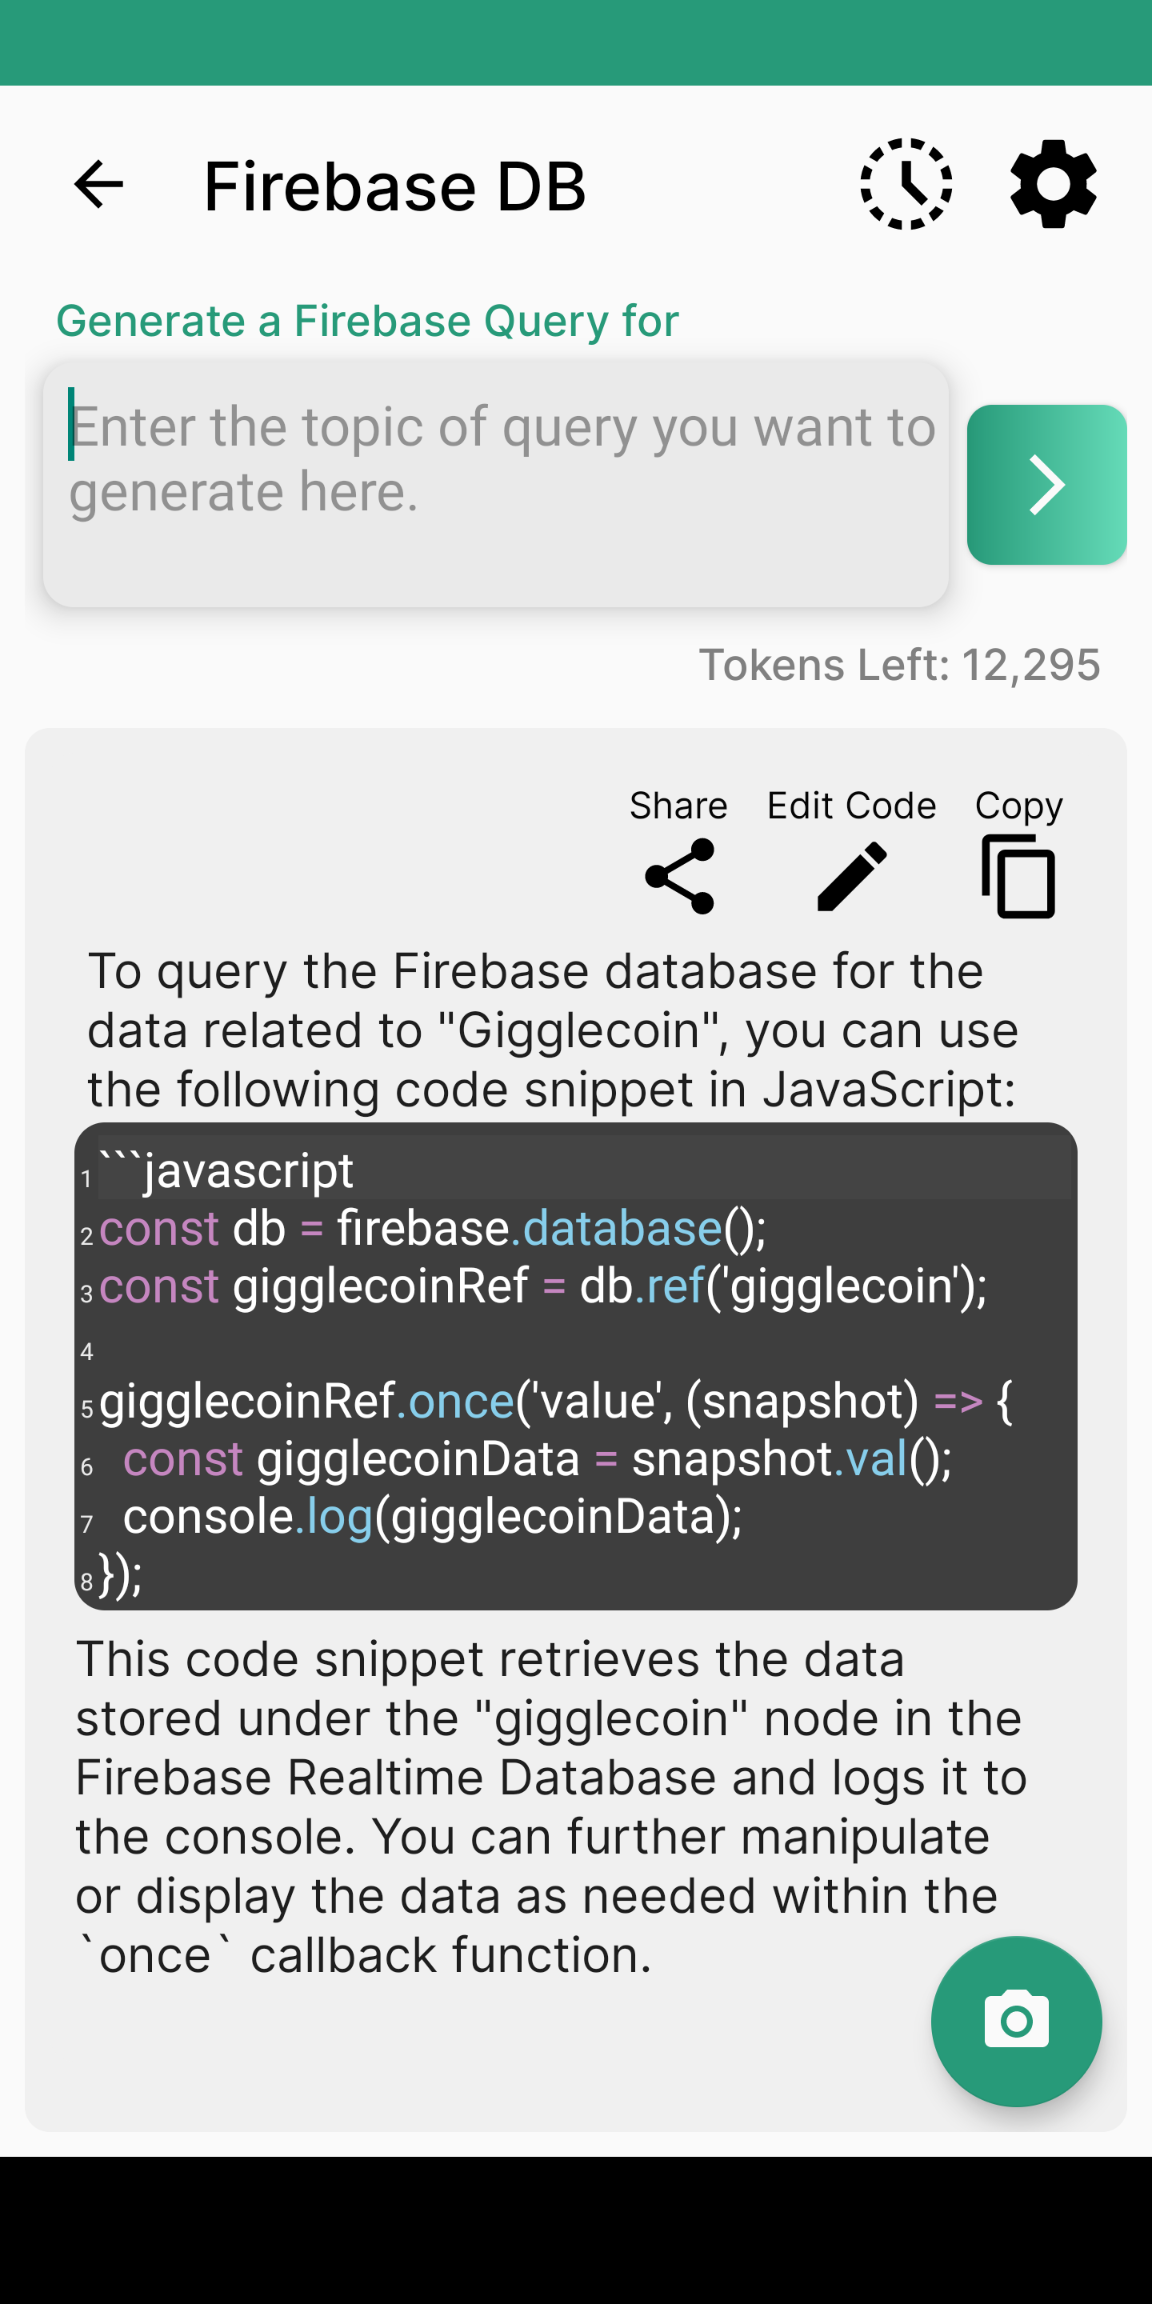 Firebase DB
Generate a Firebase Query for
Enter the topic of query you want to
generate here.
Tokens Left: 12,295
Share Edit Code Copy
To query the Firebase database for the
data related to "Gigglecoin", you can use
the following code snippet in JavaScript:
1 ```javascript
2 const db = firebase.database();
3 const gigglecoinRef = db.ref('gigglecoin');
4
5 gigglecoinRef.once('value', (snapshot) => {
6   const gigglecoinData = snapshot.val();
7   console.log(gigglecoinData);
8 });
This code snippet retrieves the data
stored under the "gigglecoin" node in the
Firebase Realtime Database and logs it to
the console. You can further manipulate
or display the data as needed within the
`once` callback function.